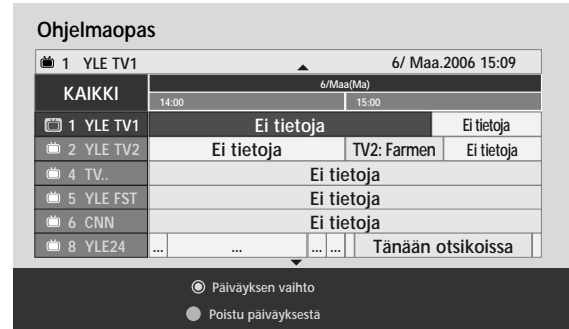 Ohjelmaopas
1 YLE TV1 6/ Maa.2006 15:09
KAIKKI 6/Maa(Ma)
14:00 15:00
1 YLE TV1 Ei tietoja Ei tietoja
2 YLE TV2 Ei tietoja TV2: Farmen Ei tietoja
4 TV.. Ei tietoja
5 YLE FST Ei tietoja
6 CNN Ei tietoja
8 YLE24 ... ... ... ... Tänään otsikoissa
Päiväyksen vaihto
Poistu päiväyksestä